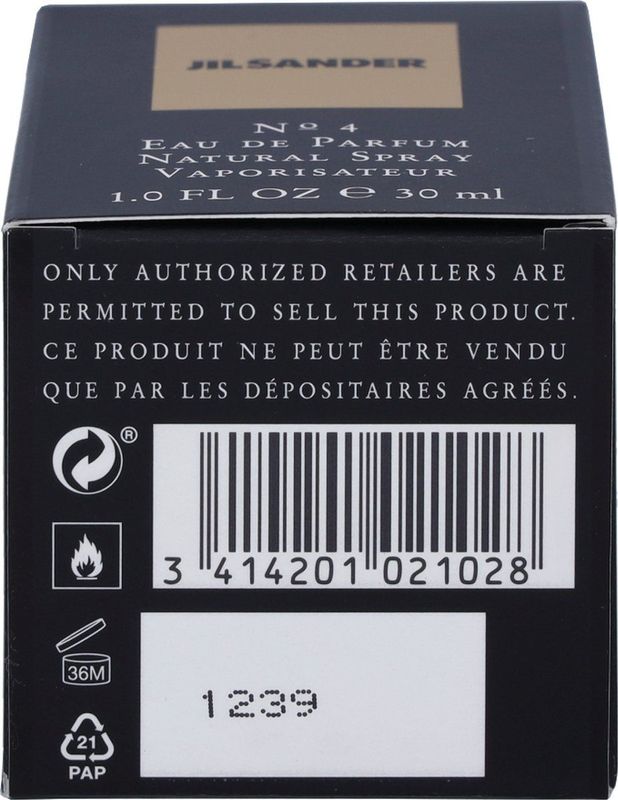 JIL SANDER
Nº 4
EAU DE PARFUM
NATURAL SPRAY
VAPORISATEUR
1.0 FL OZ ℮ 30 ml
ONLY AUTHORIZED RETAILERS ARE
PERMITTED TO SELL THIS PRODUCT.
CE PRODUIT NE PEUT ÊTRE VENDU
QUE PAR LES DÉPOSITAIRES AGRÉÉS.
®
3 414201 021028
36M
1239
21
PAP